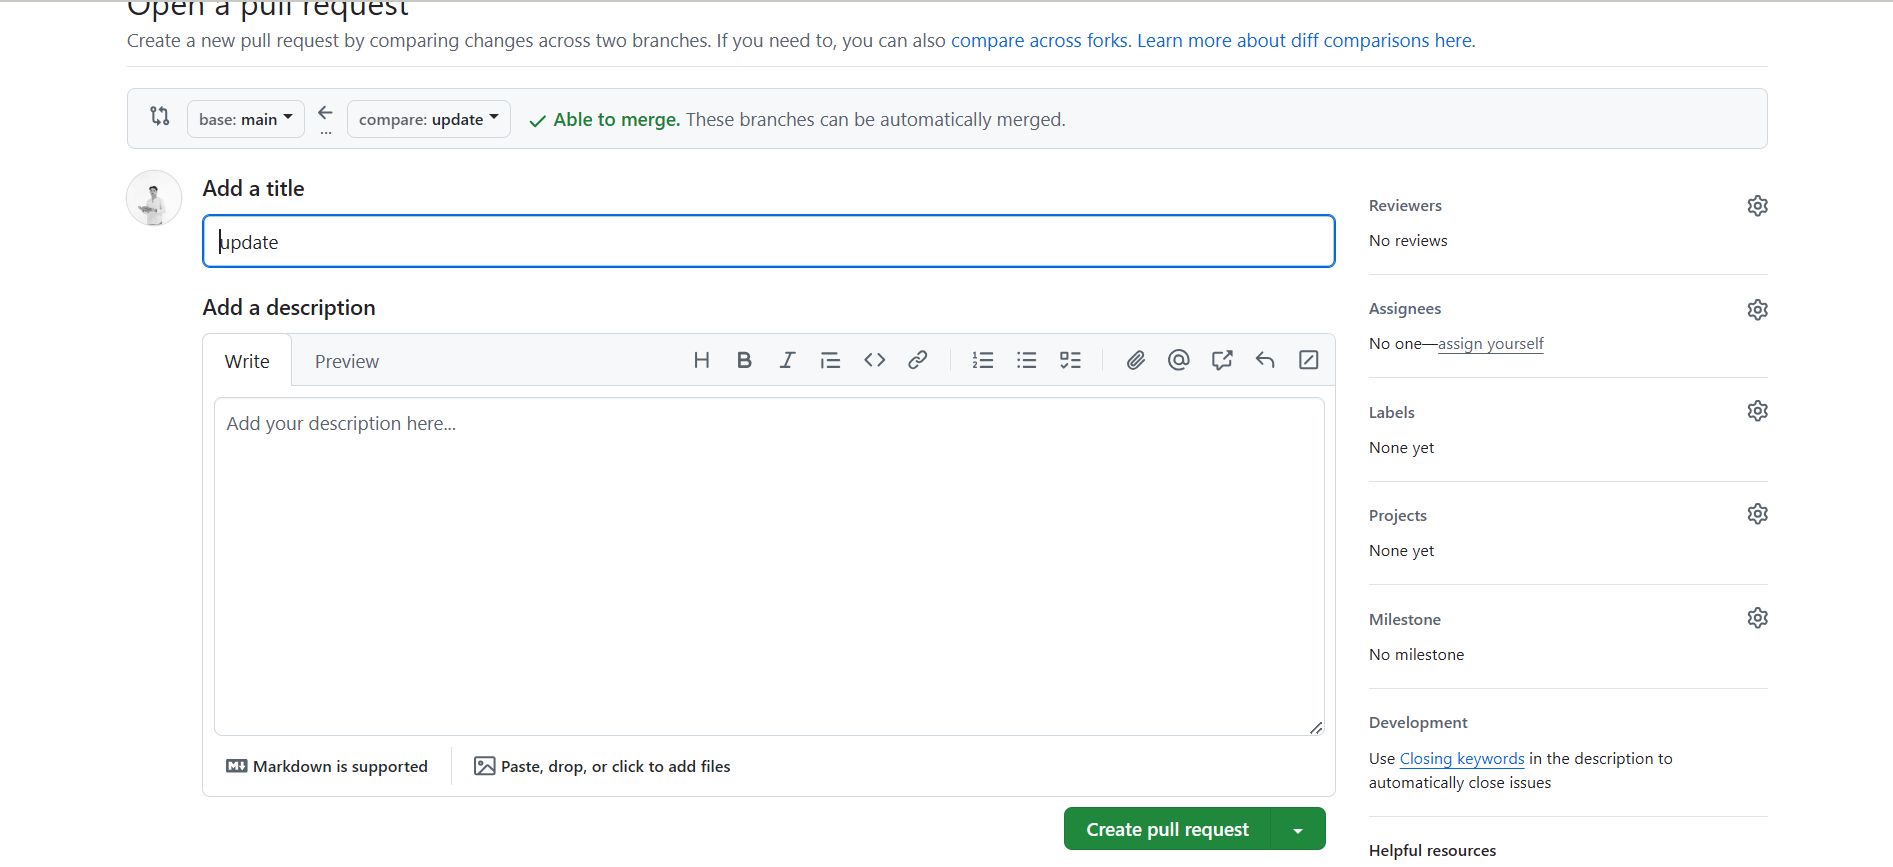 Open a pull request
Create a new pull request by comparing changes across two branches. If you need to, you can also compare across forks. Learn more about diff comparisons here.
base: main
...
compare: update
Able to merge. These branches can be automatically merged.
Add a title
update
Add a description
Write
Preview
Add your description here...
Markdown is supported
Paste, drop, or click to add files
Create pull request
Reviewers
No reviews
Assignees
No one—assign yourself
Labels
None yet
Projects
None yet
Milestone
No milestone
Development
Use Closing keywords in the description to
automatically close issues
Helpful resources